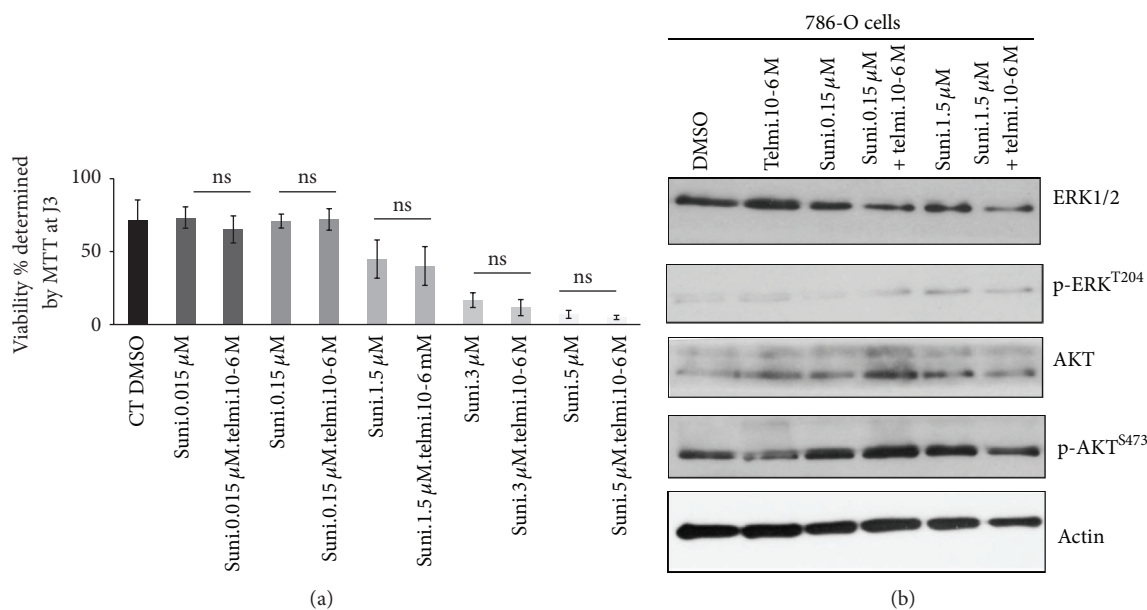 Viability % determined
by MTT at J3
100
50
0
ns
ns
ns
ns
ns
CT DMSO
Suni.0.015 µM
Suni.0.015 µM.telmi.10-6 M
Suni.0.15 µM
Suni.0.15 µM.telmi.10-6 M
Suni.1.5 µM
Suni.1.5 µM.telmi.10-6 mM
Suni.3 µM
Suni.3 µM.telmi.10-6 M
Suni.5 µM
Suni.5 µM.telmi.10-6 M
(a)
786-O cells
DMSO
Telmi.10-6 M
Suni.0.15 µM
Suni.0.15 µM
+ telmi.10-6 M
Suni.1.5 µM
Suni.1.5 µM
+ telmi.10-6 M
ERK1/2
p-ERK^T204
AKT
p-AKT^S473
Actin
(b)